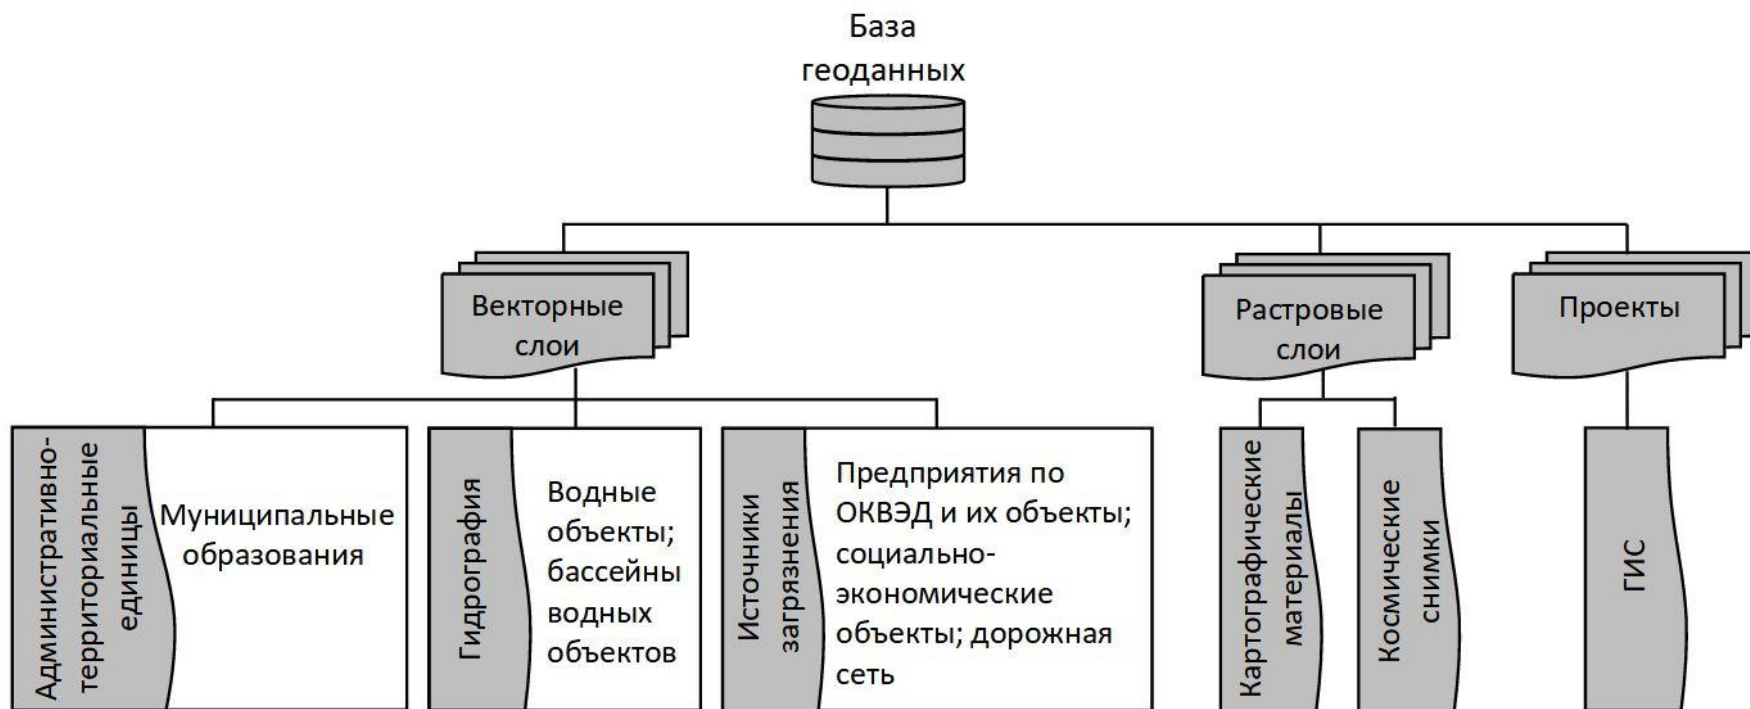 База
геоданных
Векторные
слои
Растровые
слои
Проекты
Административно-
территориальные
единицы
Муниципальные
образования
Гидрография
Водные
объекты;
бассейны
водных
объектов
Источники
загрязнения
Предприятия по
ОКВЭД и их объекты;
социально-
экономические
объекты; дорожная
сеть
Картографические
материалы
Космические
снимки
ГИС